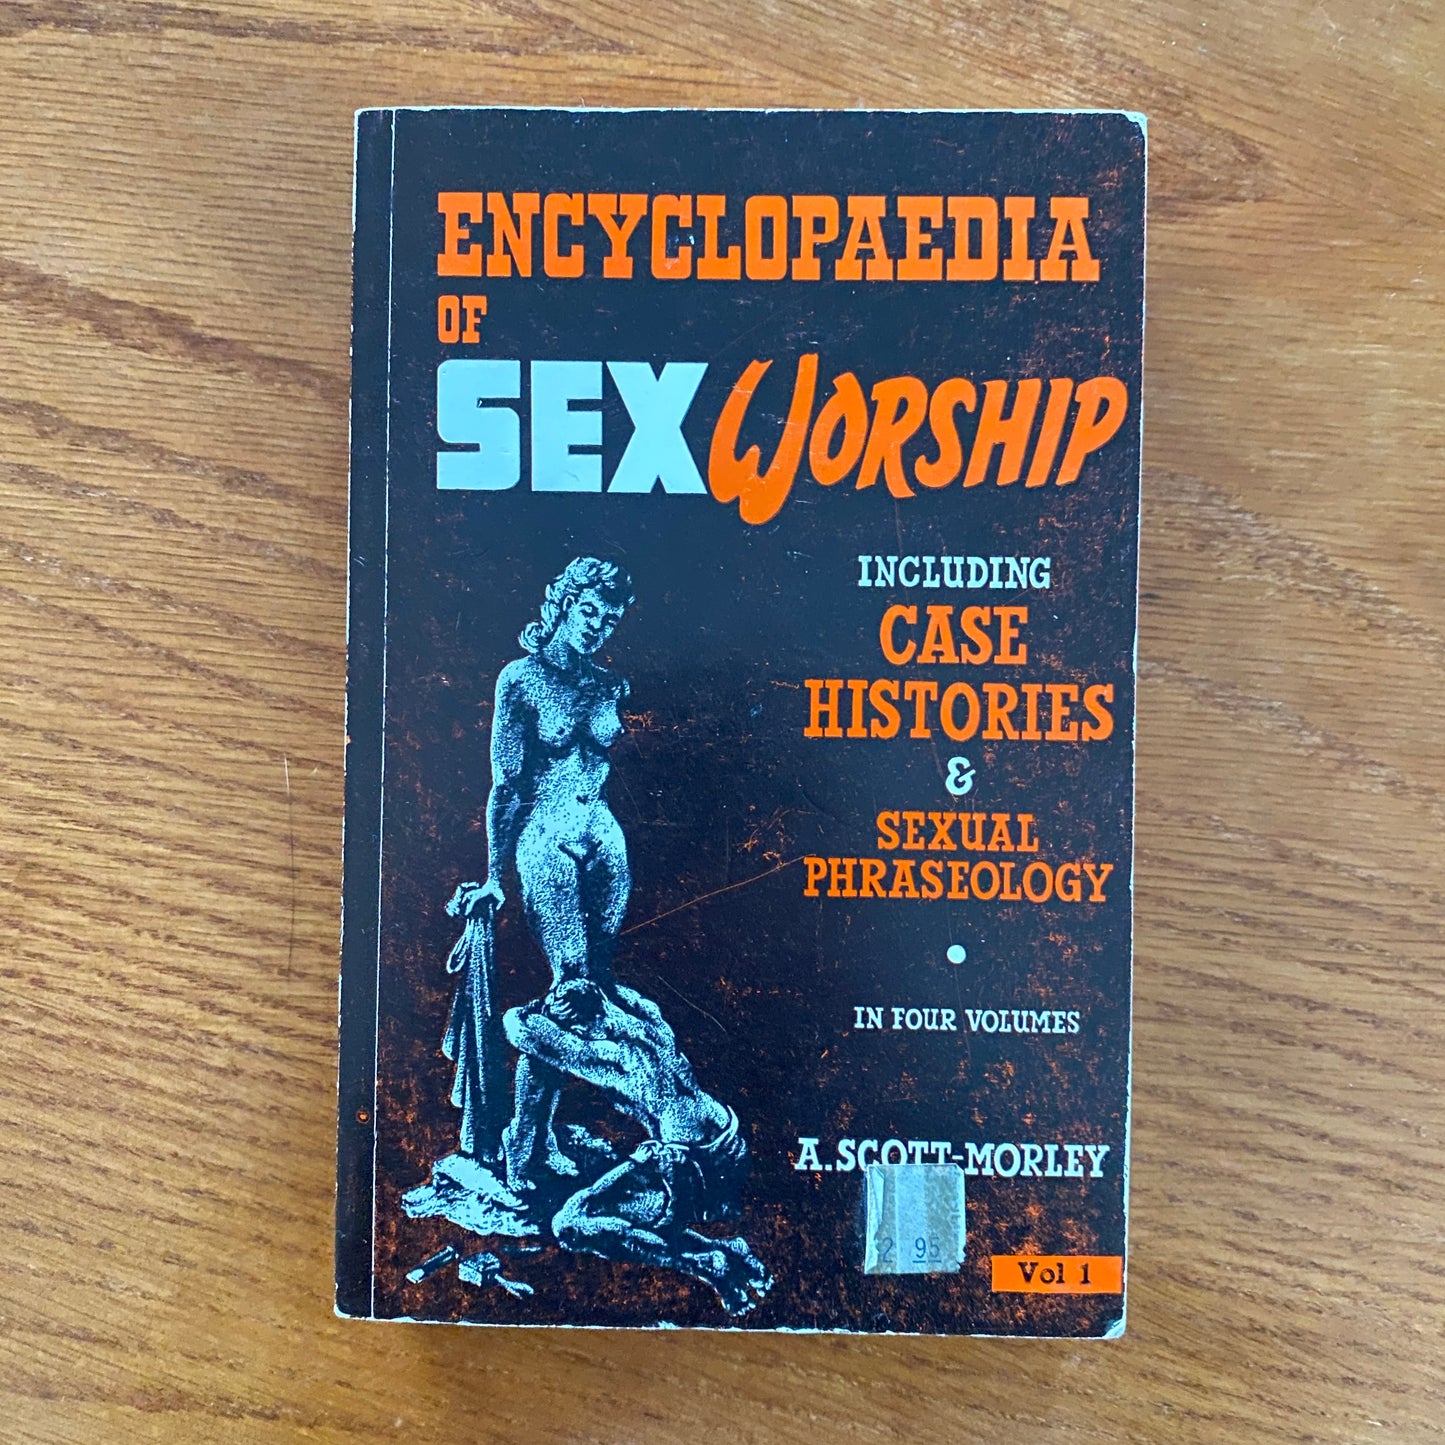 ENCYCLOPAEDIA
OF
SEX WORSHIP
INCLUDING
CASE
HISTORIES
&
SEXUAL
PHRASEOLOGY
IN FOUR VOLUMES
A. SCOTT-MORLEY
2 95
Vol 1